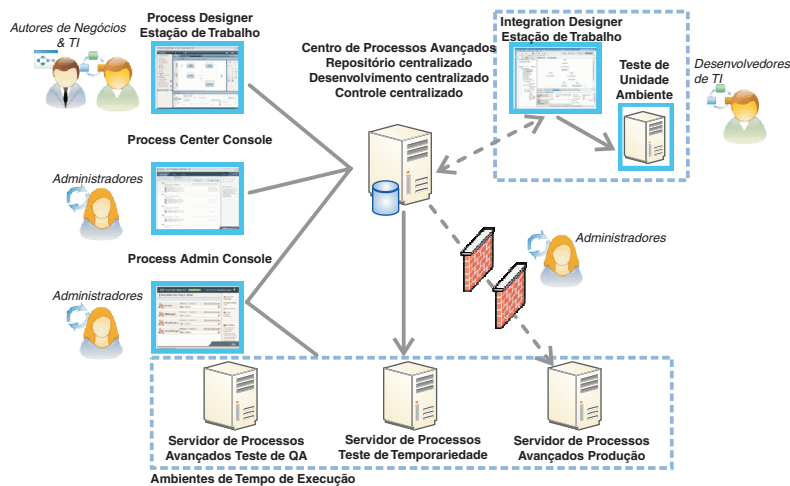 Autores de Negócios
& TI
Process Designer
Estação de Trabalho
Centro de Processos Avançados
Repositório centralizado
Desenvolvimento centralizado
Controle centralizado
Integration Designer
Estação de Trabalho
Teste de
Unidade
Ambiente
Desenvolvedores
de TI
Process Center Console
Administradores
Process Admin Console
Administradores
Administradores
Servidor de Processos
Avançados Teste de QA
Servidor de Processos
Teste de Temporariedade
Servidor de Processos
Avançados Produção
Ambientes de Tempo de Execução